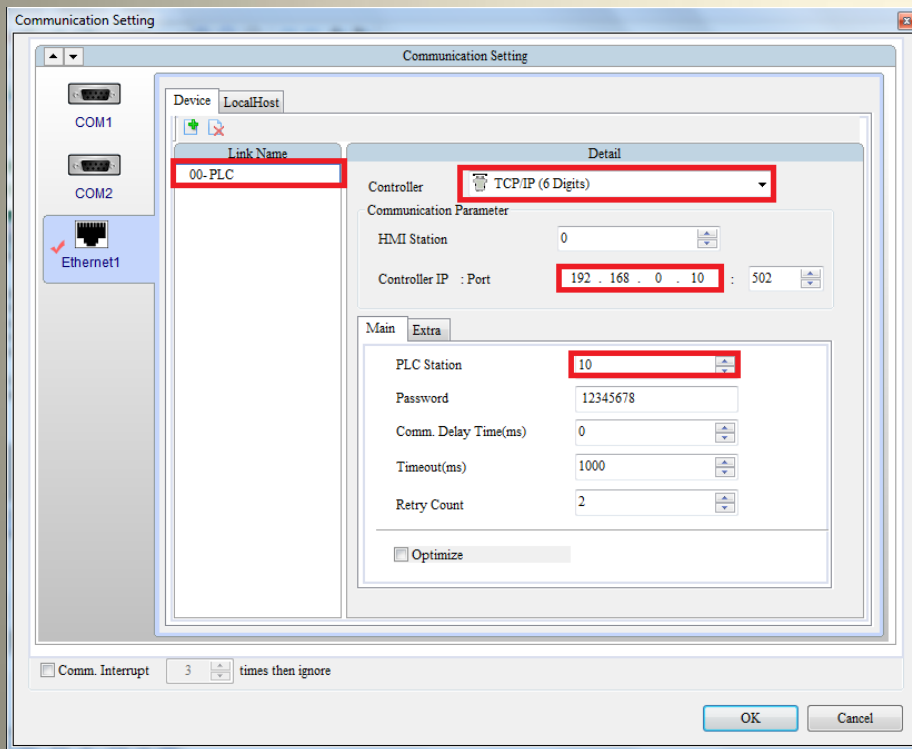 Communication Setting
Communication Setting
COM1
COM2
Ethernet1
Device LocalHost
Link Name
00-PLC
Detail
Controller TCP/IP (6 Digits)
Communication Parameter
HMI Station 0
Controller IP : Port 192 . 168 . 0 . 10 : 502
Main Extra
PLC Station 10
Password 12345678
Comm. Delay Time(ms) 0
Timeout(ms) 1000
Retry Count 2
Optimize
Comm. Interrupt 3 times then ignore
OK Cancel